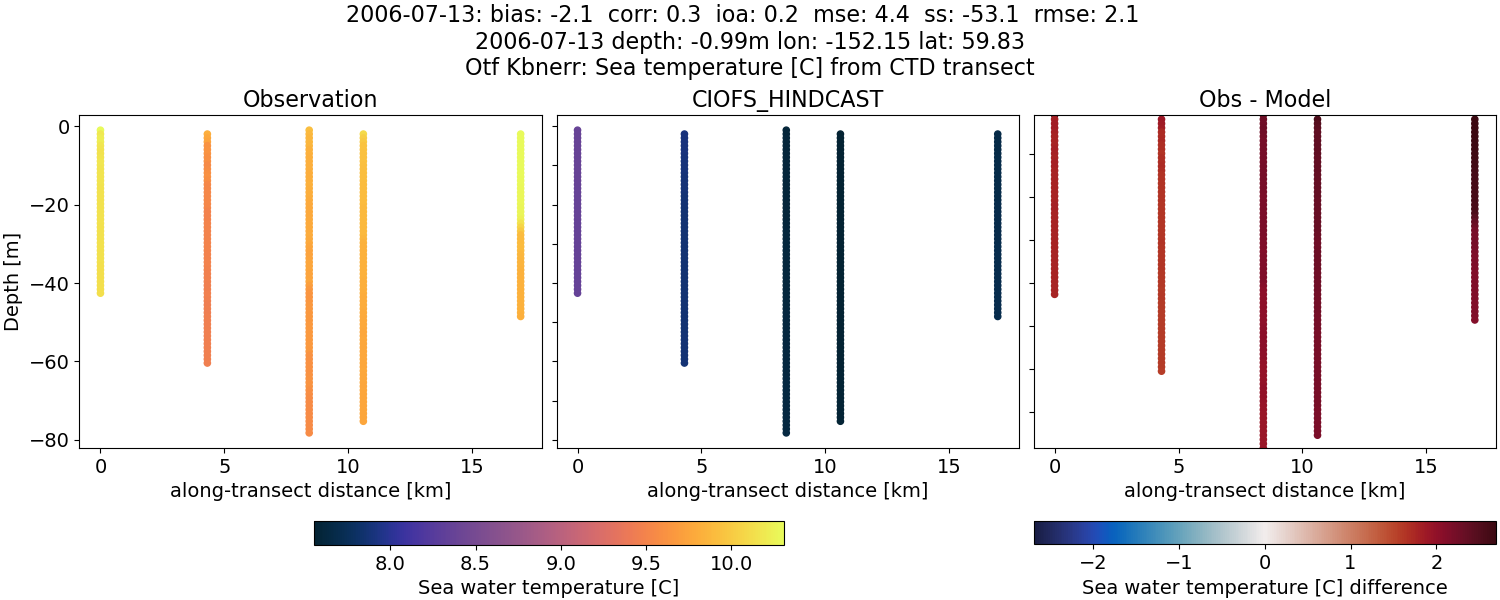 2006-07-13: bias: -2.1  corr: 0.3  ioa: 0.2  mse: 4.4  ss: -53.1  rmse: 2.1
2006-07-13 depth: -0.99m lon: -152.15 lat: 59.83
Otf Kbnerr: Sea temperature [C] from CTD transect
Observation
CIOFS_HINDCAST
Obs - Model
Depth [m]
0
−20
−40
−60
−80
0 5 10 15
0 5 10 15
0 5 10 15
along-transect distance [km]
along-transect distance [km]
along-transect distance [km]
8.0 8.5 9.0 9.5 10.0
Sea water temperature [C]
−2 −1 0 1 2
Sea water temperature [C] difference